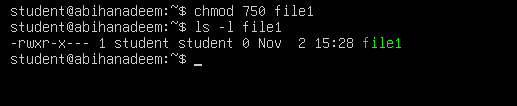 student@abihanadeem:~$ chmod 750 file1
student@abihanadeem:~$ ls -l file1
-rwxr-x--- 1 student student 0 Nov  2 15:28 file1
student@abihanadeem:~$ _